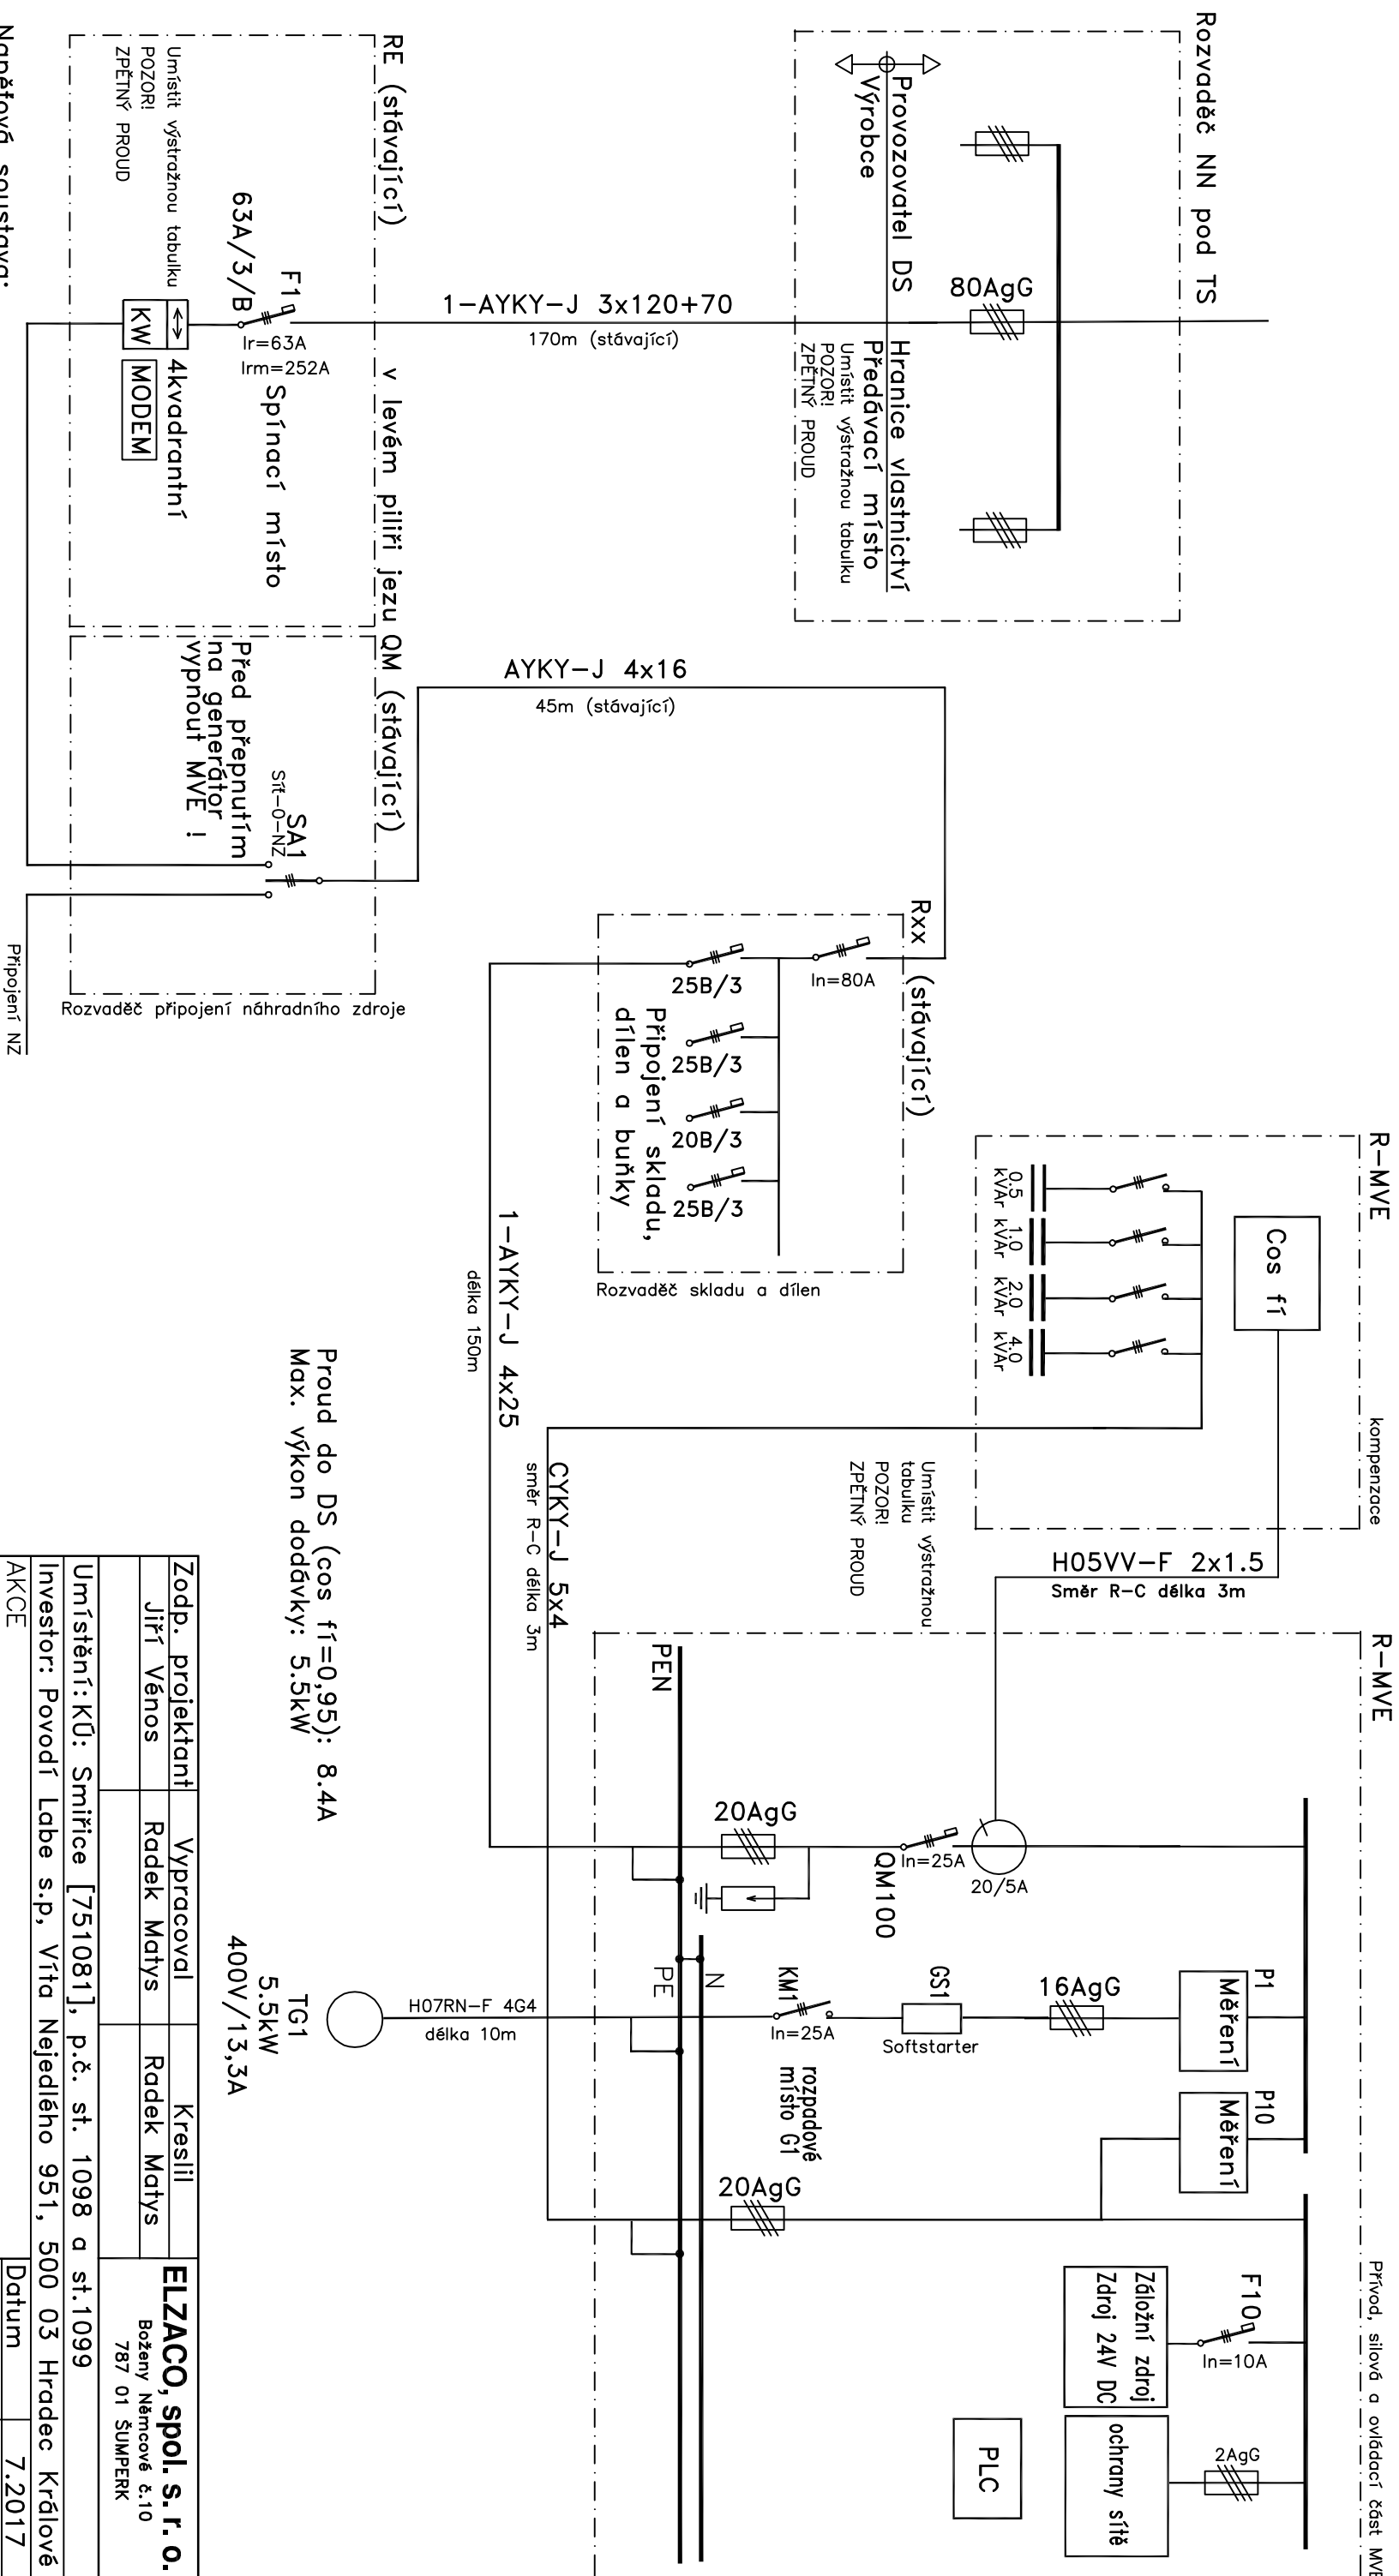 Rozvaděč NN pod TS
80AgG
Provozovatel DS
Výrobce
Hranice vlastnictví
Předávací místo
Umístit výstražnou tabulku
POZOR!
ZPĚTNÝ PROUD
1-AYKY-J 3x120+70
170m (stávající)
RE (stávající)
v levém pilíři jezu
QM (stávající)
F1
63A/3/B
Ir=63A
Irm=252A
Spínací místo
Umístit výstražnou tabulku
POZOR!
ZPĚTNÝ PROUD
KW
4kvadrantní
MODEM
Před přepnutím
na generátor
vypnout MVE !
SA1
Síť-0-NZ
Rozvaděč připojení náhradního zdroje
Připojení NZ
AYKY-J 4x16
45m (stávající)
Rxx (stávající)
In=80A
25B/3
25B/3
20B/3
25B/3
Připojení skladu,
dílen a buňky
Rozvaděč skladu a dílen
1-AYKY-J 4x25
délka 150m
R-MVE
kompenzace
Cos fí
0.5
kVAr
1.0
kVAr
2.0
kVAr
4.0
kVAr
CYKY-J 5x4
směr R-C délka 3m
H05VV-F 2x1.5
Směr R-C délka 3m
Umístit výstražnou
tabulku
POZOR!
ZPĚTNÝ PROUD
Proud do DS (cos fí=0,95): 8.4A
Max. výkon dodávky: 5.5kW
R-MVE
Přívod, silová a ovládací část MVE
PEN
20AgG
QM100
In=25A
20/5A
N
PE
KM1
In=25A
rozpadové
místo G1
GS1
Softstarter
16AgG
P1
Měření
P10
Měření
20AgG
F10
In=10A
Záložní zdroj
Zdroj 24V DC
2AgG
ochrany sítě
PLC
H07RN-F 4G4
délka 10m
TG1
5.5kW
400V/13,3A
Zodp. projektant
Vypracoval
Kreslil
Jiří Vénos
Radek Matys
Radek Matys
ELZACO, spol. s. r. o.
Boženy Němcové č.10
787 01 ŠUMPERK
Umístění: KÚ: Smiřice [751081], p.č. st. 1098 a st.1099
Investor: Povodí Labe s.p, Víta Nejedlého 951, 500 03 Hradec Králové
AKCE
Datum
7.2017
Napěťová soustava: